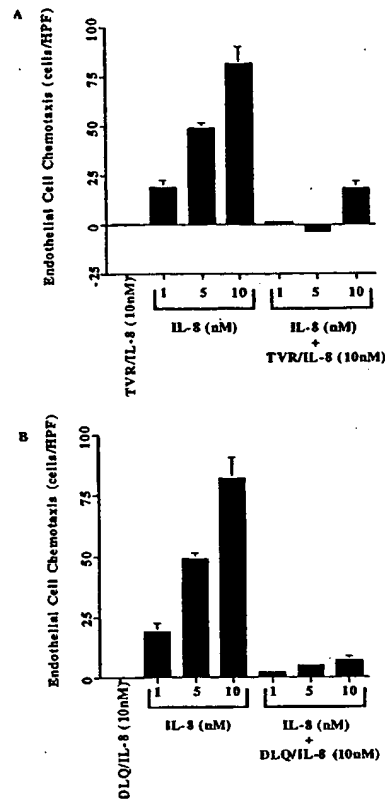 A
Endothelial Cell Chemotaxis (cells/HPF)
100
75
50
25
0
-25
TVR/IL-8 (10nM)
1 5 10 1 5 10
IL-8 (nM) IL-8 (nM)
+
TVR/IL-8 (10nM)
B
Endothelial Cell Chemotaxis (cells/HPF)
100
75
50
25
0
DLQ/IL-8 (10nM)
1 5 10 1 5 10
IL-8 (nM) IL-8 (nM)
+
DLQ/IL-8 (10nM)